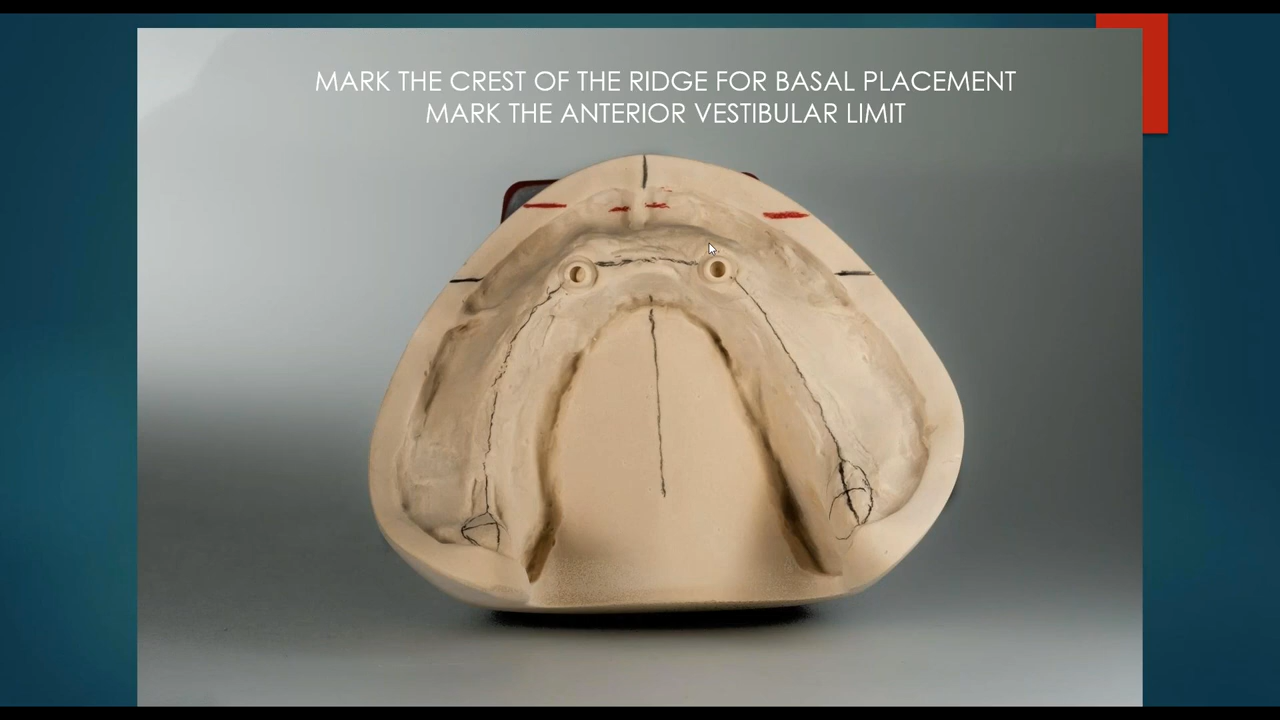 MARK THE CREST OF THE RIDGE FOR BASAL PLACEMENT
MARK THE ANTERIOR VESTIBULAR LIMIT